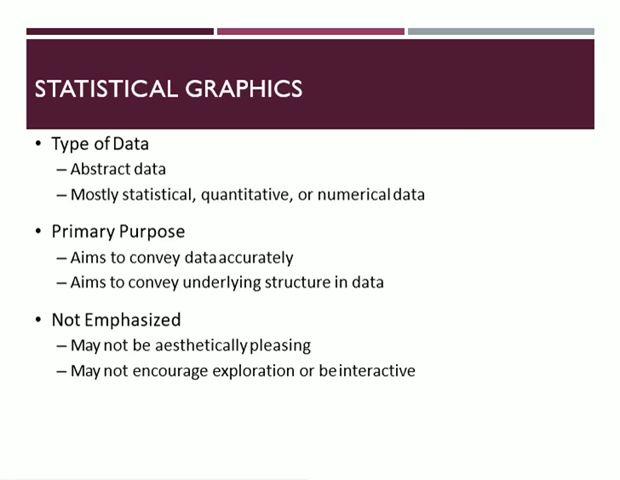 STATISTICAL GRAPHICS
• Type of Data
– Abstract data
– Mostly statistical, quantitative, or numerical data
• Primary Purpose
– Aims to convey data accurately
– Aims to convey underlying structure in data
• Not Emphasized
– May not be aesthetically pleasing
– May not encourage exploration or be interactive